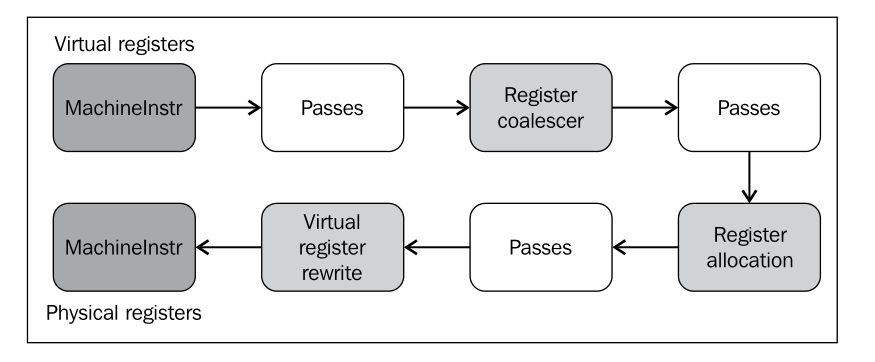 Virtual registers
MachineInstr
Passes
Register
coalescer
Passes
Register
allocation
Passes
Virtual
register
rewrite
MachineInstr
Physical registers